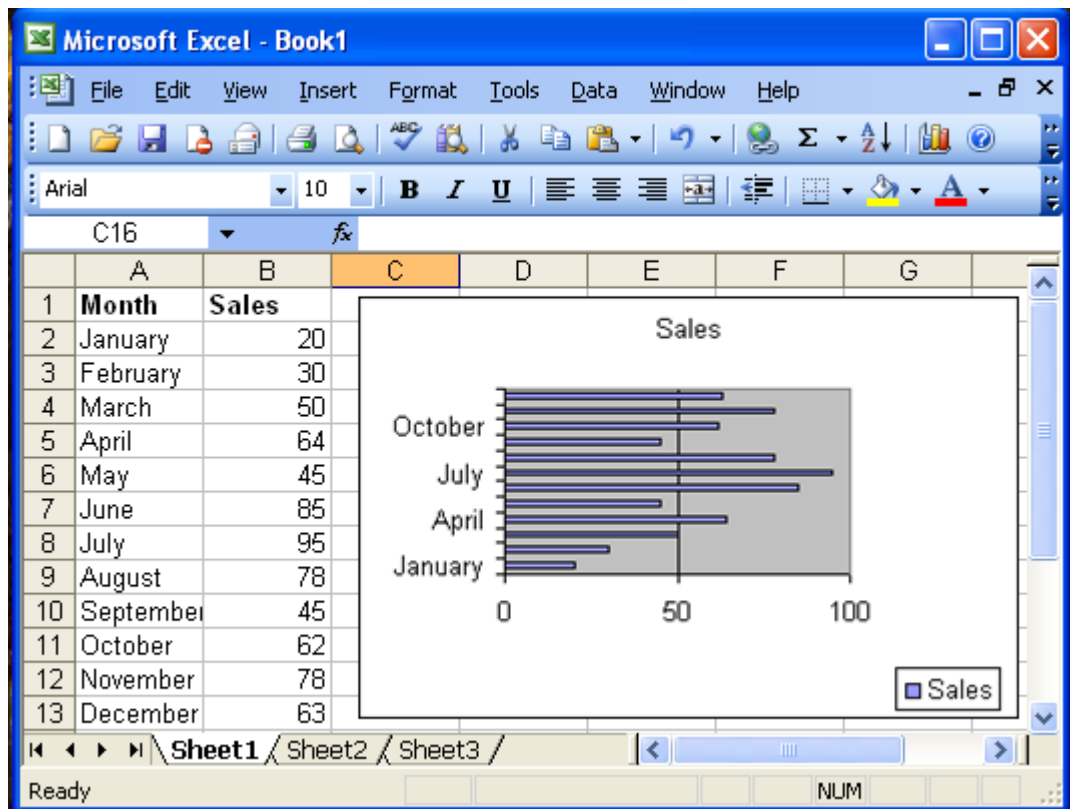 Microsoft Excel - Book1
File Edit View Insert Format Tools Data Window Help
ABC Σ A Z
Arial 10 B I U a A
C16 fx
A B C D E F G
1 Month Sales
2 January 20
3 February 30
4 March 50
5 April 64
6 May 45
7 June 85
8 July 95
9 August 78
10 September 45
11 October 62
12 November 78
13 December 63
Sales
October
July
April
January
0 50 100
Sales
Sheet1 Sheet2 Sheet3
Ready NUM